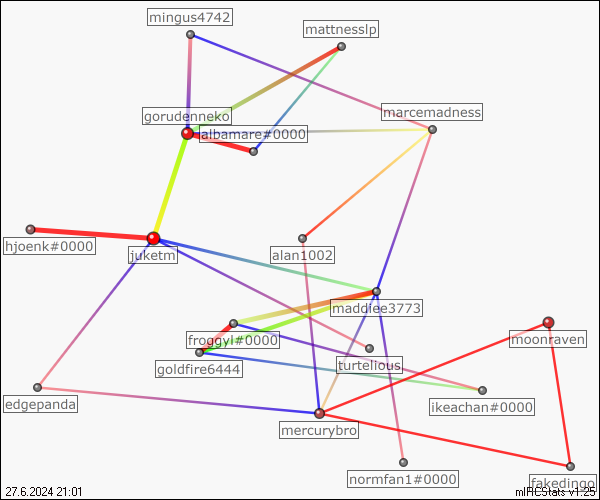 mingus4742
mattnesslp
marcemadness
gorudenneko
albamare#0000
hjoenk#0000
juketm
alan1002
maddiee3773
froggyl#0000
moonraven
goldfire6444
turtelious
edgepanda
ikeachan#0000
mercurybro
normfan1#0000
fakedingo
27.6.2024 21:01
mIRCStats v1.25